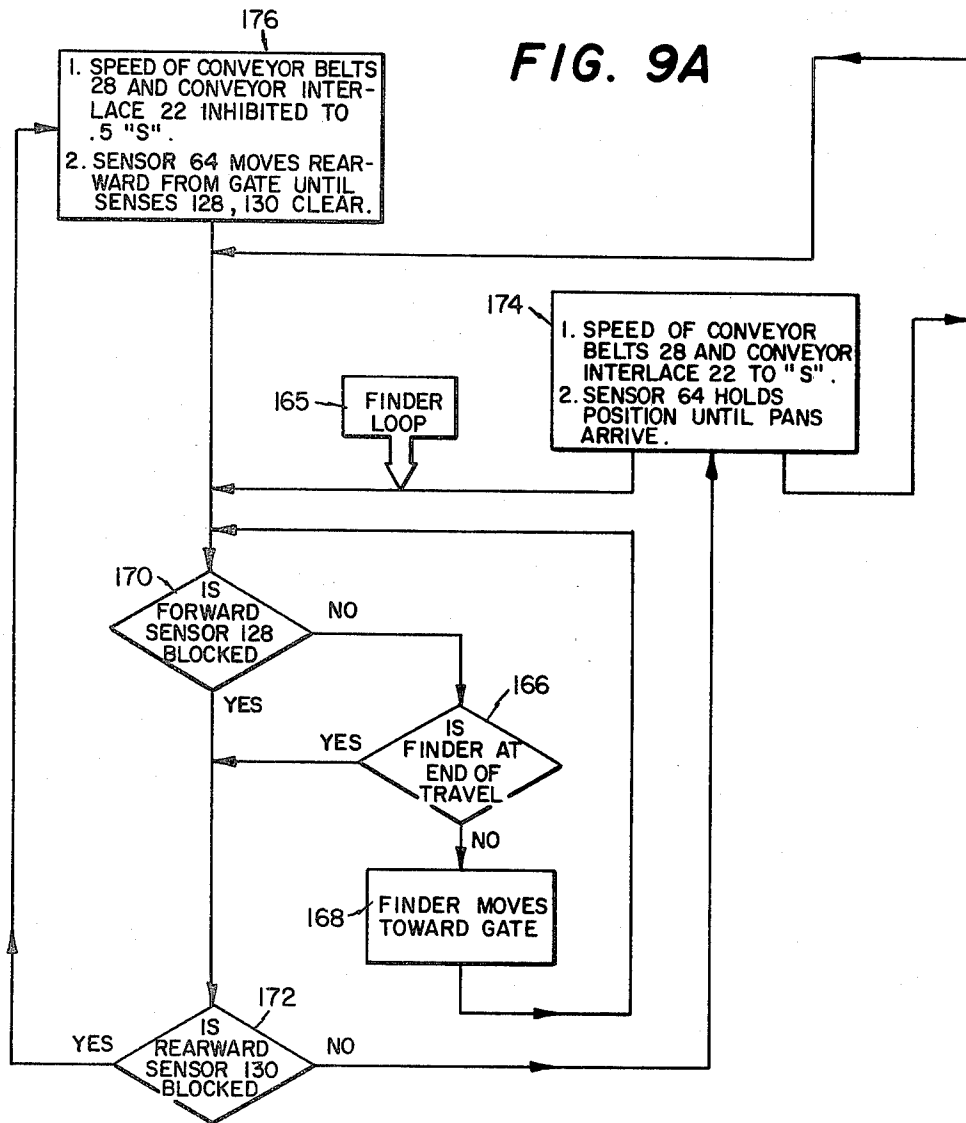 176
FIG. 9A
1. SPEED OF CONVEYOR BELTS
28 AND CONVEYOR INTER-
LACE 22 INHIBITED TO
.5 "S".
2. SENSOR 64 MOVES REAR-
WARD FROM GATE UNTIL
SENSES 128, 130 CLEAR.
174
1. SPEED OF CONVEYOR
BELTS 28 AND CONVEYOR
INTERLACE 22 TO "S".
2. SENSOR 64 HOLDS
POSITION UNTIL PANS
ARRIVE.
165
FINDER
LOOP
170
IS
FORWARD
SENSOR 128
BLOCKED
NO
YES
166
IS
FINDER AT
END OF
TRAVEL
YES
NO
168
FINDER MOVES
TOWARD GATE
172
IS
REARWARD
SENSOR 130
BLOCKED
YES
NO